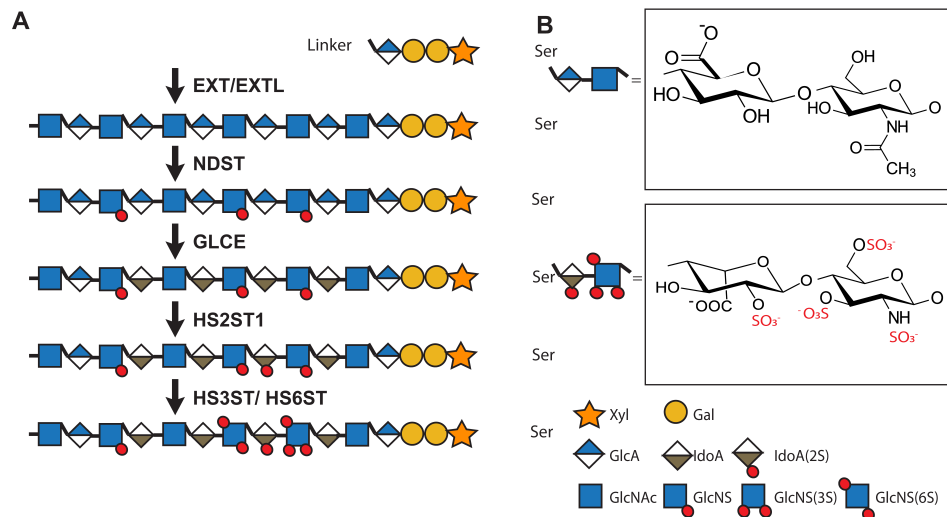 A
Linker
Ser
EXT/EXTL
Ser
NDST
Ser
GLCE
Ser
HS2ST1
Ser
HS3ST/ HS6ST
Ser
B
=
O
-O
O
HO
HO
OH
O
OH
O
HO
O
NH
O
CH₃
=
HO
-OOC
O
O
SO₃⁻
O
O
SO₃⁻
O
O
⁻O₃S
O
NH
SO₃⁻
Xyl
Gal
GlcA
IdoA
IdoA(2S)
GlcNAc
GlcNS
GlcNS(3S)
GlcNS(6S)